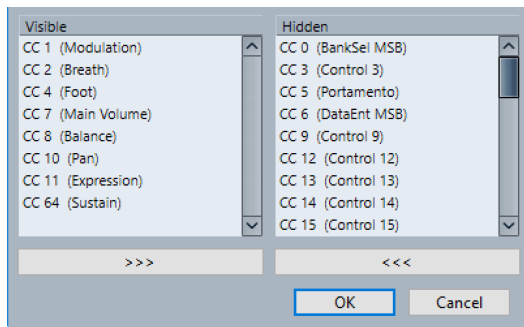 Visible
CC 1 (Modulation)
CC 2 (Breath)
CC 4 (Foot)
CC 7 (Main Volume)
CC 8 (Balance)
CC 10 (Pan)
CC 11 (Expression)
CC 64 (Sustain)
>>>
Hidden
CC 0 (BankSel MSB)
CC 3 (Control 3)
CC 5 (Portamento)
CC 6 (DataEnt MSB)
CC 9 (Control 9)
CC 12 (Control 12)
CC 13 (Control 13)
CC 14 (Control 14)
CC 15 (Control 15)
<<<
OK
Cancel